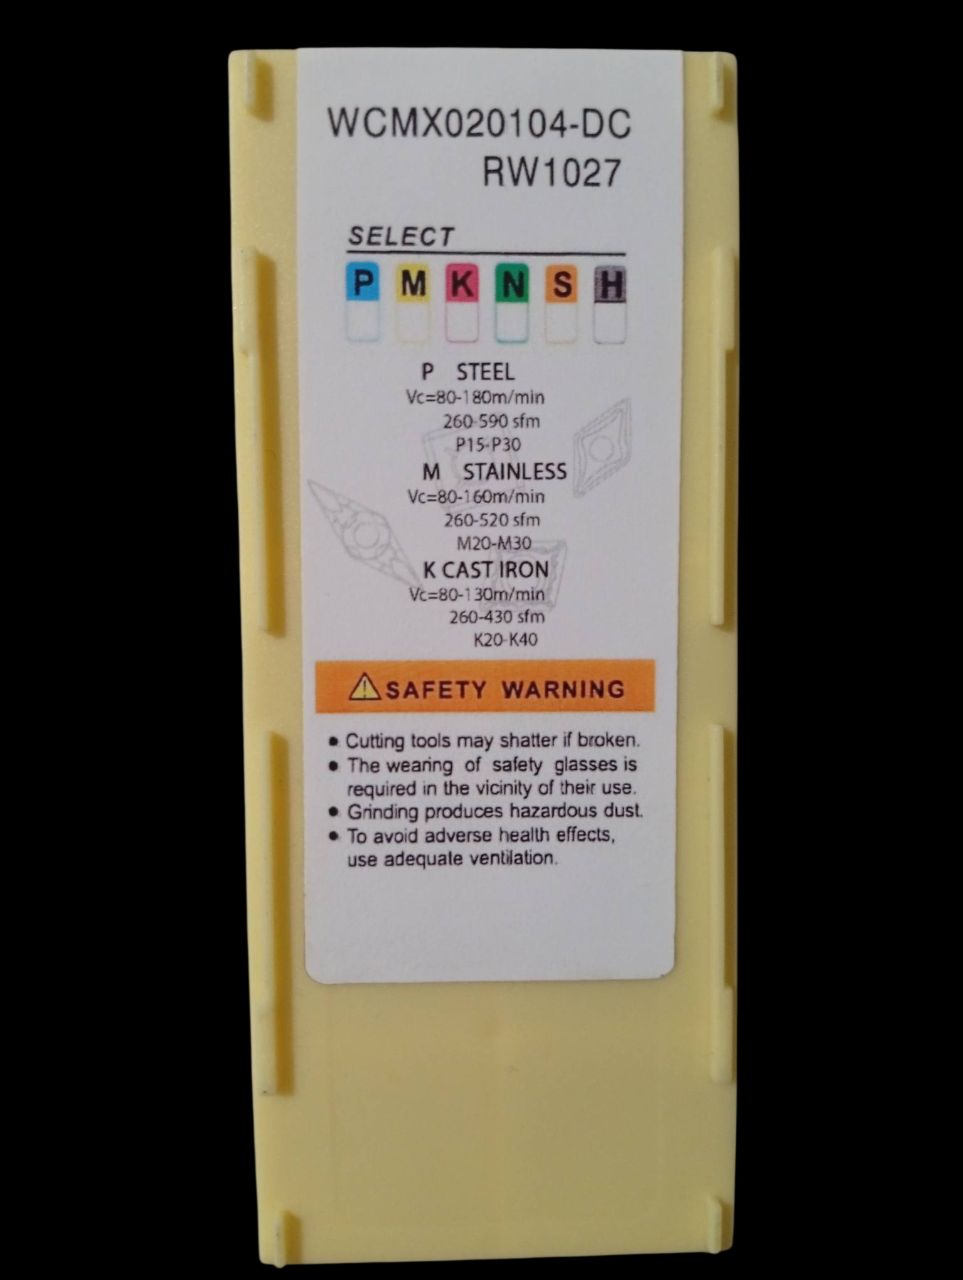 WCMX020104-DC
RW1027
SELECT
P M K N S H
P STEEL
Vc=80-180m/min
260-590 sfm
P15-P30
M STAINLESS
Vc=80-160m/min
260-520 sfm
M20-M30
K CAST IRON
Vc=80-130m/min
260-430 sfm
K20-K40
SAFETY WARNING
• Cutting tools may shatter if broken.
• The wearing of safety glasses is
required in the vicinity of their use.
• Grinding produces hazardous dust.
• To avoid adverse health effects,
use adequate ventilation.